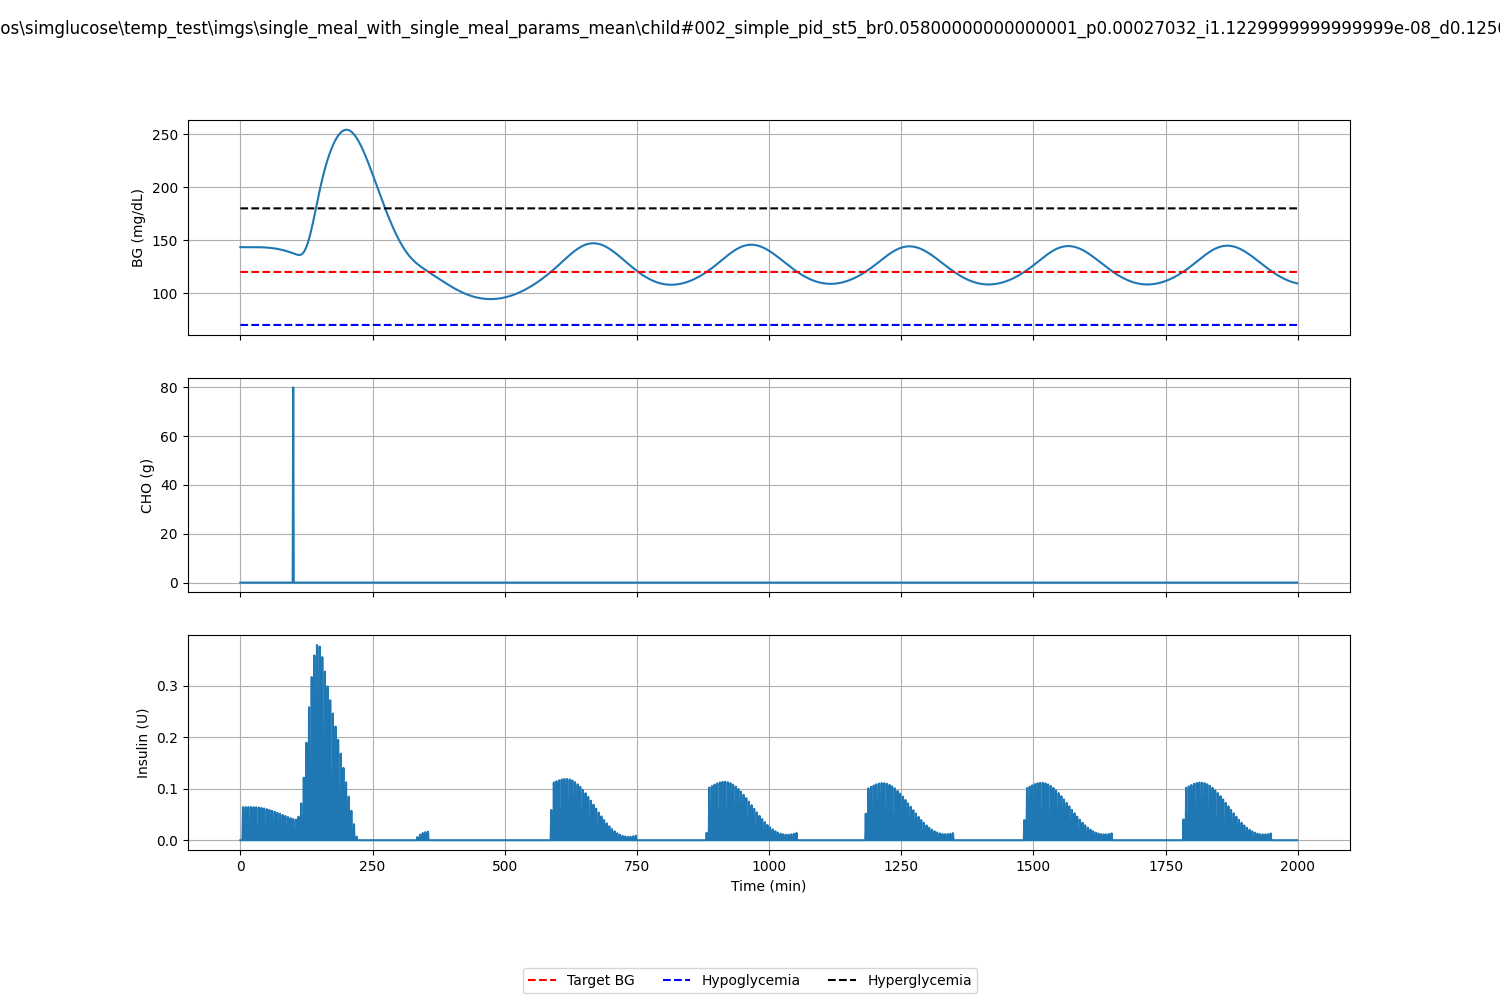 os\simglucose\temp_test\imgs\single_meal_with_single_meal_params_mean\child#002_simple_pid_st5_br0.05800000000000001_p0.00027032_i1.1229999999999999e-08_d0.1250
250
200
150
100
BG (mg/dL)
80
60
40
20
0
CHO (g)
0.3
0.2
0.1
0.0
Insulin (U)
0 250 500 750 1000 1250 1500 1750 2000
Time (min)
Target BG Hypoglycemia Hyperglycemia